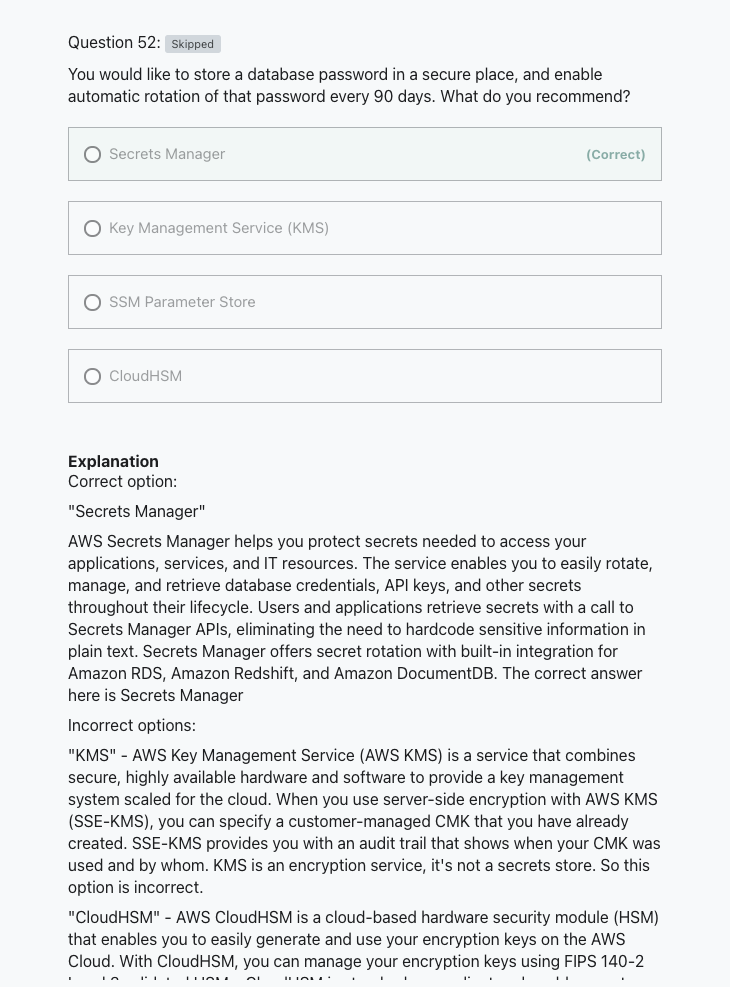 Question 52: Skipped
You would like to store a database password in a secure place, and enable
automatic rotation of that password every 90 days. What do you recommend?
Secrets Manager (Correct)
Key Management Service (KMS)
SSM Parameter Store
CloudHSM
Explanation
Correct option:
"Secrets Manager"
AWS Secrets Manager helps you protect secrets needed to access your
applications, services, and IT resources. The service enables you to easily rotate,
manage, and retrieve database credentials, API keys, and other secrets
throughout their lifecycle. Users and applications retrieve secrets with a call to
Secrets Manager APIs, eliminating the need to hardcode sensitive information in
plain text. Secrets Manager offers secret rotation with built-in integration for
Amazon RDS, Amazon Redshift, and Amazon DocumentDB. The correct answer
here is Secrets Manager
Incorrect options:
"KMS" - AWS Key Management Service (AWS KMS) is a service that combines
secure, highly available hardware and software to provide a key management
system scaled for the cloud. When you use server-side encryption with AWS KMS
(SSE-KMS), you can specify a customer-managed CMK that you have already
created. SSE-KMS provides you with an audit trail that shows when your CMK was
used and by whom. KMS is an encryption service, it's not a secrets store. So this
option is incorrect.
"CloudHSM" - AWS CloudHSM is a cloud-based hardware security module (HSM)
that enables you to easily generate and use your encryption keys on the AWS
Cloud. With CloudHSM, you can manage your encryption keys using FIPS 140-2